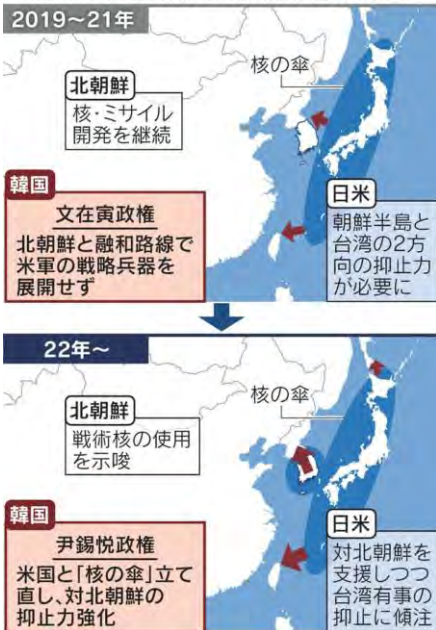 2019～21年
核の傘
北朝鮮
核・ミサイル
開発を継続
韓国
文在寅政権
北朝鮮と融和路線で
米軍の戦略兵器を
展開せず
日米
朝鮮半島と
台湾の2方
向の抑止力
が必要に
22年～
核の傘
北朝鮮
戦術核の使用
を示唆
韓国
尹錫悦政権
米国と「核の傘」立て
直し、対北朝鮮の
抑止力強化
日米
対北朝鮮を
支援しつつ
台湾有事の
抑止に傾注